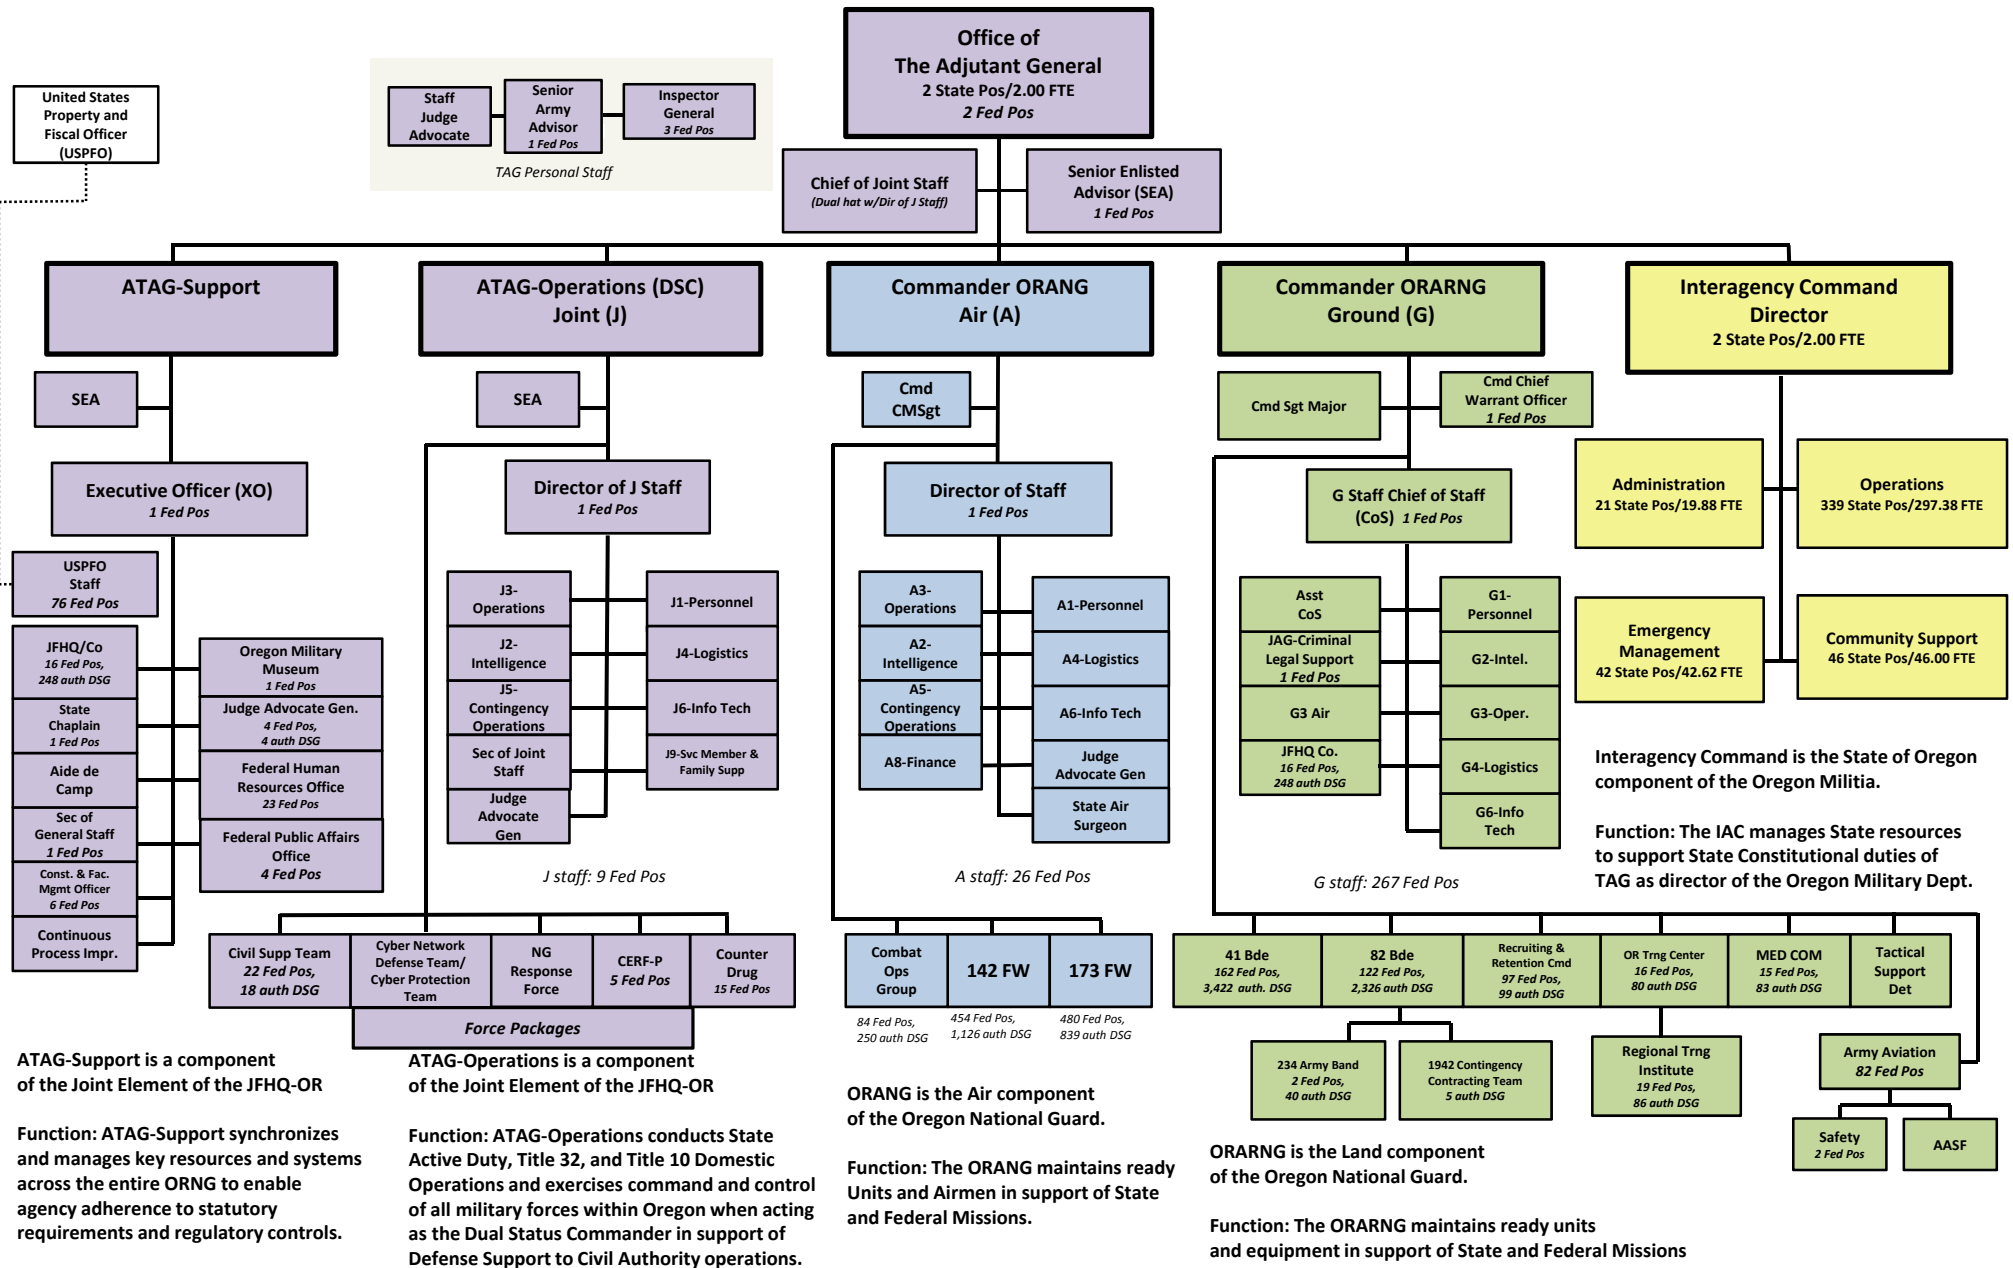 Office of
The Adjutant General
2 State Pos/2.00 FTE
2 Fed Pos
United States
Property and
Fiscal Officer
(USPFO)
Staff
Judge
Advocate
Senior
Army
Advisor
1 Fed Pos
Inspector
General
3 Fed Pos
TAG Personal Staff
Chief of Joint Staff
(Dual hat w/Dir of J Staff)
Senior Enlisted
Advisor (SEA)
1 Fed Pos
ATAG-Support
SEA
Executive Officer (XO)
1 Fed Pos
USPFO
Staff
76 Fed Pos
JFHQ/Co
16 Fed Pos,
248 auth DSG
State
Chaplain
1 Fed Pos
Aide de
Camp
Sec of
General Staff
1 Fed Pos
Const. & Fac.
Mgmt Officer
6 Fed Pos
Continuous
Process Impr.
Oregon Military
Museum
1 Fed Pos
Judge Advocate Gen.
4 Fed Pos,
4 auth DSG
Federal Human
Resources Office
23 Fed Pos
Federal Public Affairs
Office
4 Fed Pos
ATAG-Support is a component
of the Joint Element of the JFHQ-OR
Function: ATAG-Support synchronizes
and manages key resources and systems
across the entire ORNG to enable
agency adherence to statutory
requirements and regulatory controls.
ATAG-Operations (DSC)
Joint (J)
SEA
Director of J Staff
1 Fed Pos
J3-
Operations
J2-
Intelligence
J5-
Contingency
Operations
Sec of Joint
Staff
Judge
Advocate
Gen
J1-Personnel
J4-Logistics
J6-Info Tech
J9-Svc Member &
Family Supp
J staff: 9 Fed Pos
Civil Supp Team
22 Fed Pos,
18 auth DSG
Cyber Network
Defense Team/
Cyber Protection
Team
NG
Response
Force
CERF-P
5 Fed Pos
Counter
Drug
15 Fed Pos
Force Packages
ATAG-Operations is a component
of the Joint Element of the JFHQ-OR
Function: ATAG-Operations conducts State
Active Duty, Title 32, and Title 10 Domestic
Operations and exercises command and control
of all military forces within Oregon when acting
as the Dual Status Commander in support of
Defense Support to Civil Authority operations.
Commander ORANG
Air (A)
Cmd
CMSgt
Director of Staff
1 Fed Pos
A3-
Operations
A2-
Intelligence
A5-
Contingency
Operations
A8-Finance
A1-Personnel
A4-Logistics
A6-Info Tech
Judge
Advocate Gen
State Air
Surgeon
A staff: 26 Fed Pos
Combat
Ops
Group
84 Fed Pos,
250 auth DSG
142 FW
454 Fed Pos,
1,126 auth DSG
173 FW
480 Fed Pos,
839 auth DSG
ORANG is the Air component
of the Oregon National Guard.
Function: The ORANG maintains ready
Units and Airmen in support of State
and Federal Missions.
Commander ORARNG
Ground (G)
Cmd Sgt Major
Cmd Chief
Warrant Officer
1 Fed Pos
G Staff Chief of Staff
(CoS) 1 Fed Pos
Asst
CoS
JAG-Criminal
Legal Support
1 Fed Pos
G3 Air
JFHQ Co.
16 Fed Pos,
248 auth DSG
G1-
Personnel
G2-Intel.
G3-Oper.
G4-Logistics
G6-Info
Tech
G staff: 267 Fed Pos
41 Bde
162 Fed Pos,
3,422 auth. DSG
82 Bde
122 Fed Pos,
2,326 auth DSG
Recruiting &
Retention Cmd
97 Fed Pos,
99 auth DSG
OR Trng Center
16 Fed Pos,
80 auth DSG
MED COM
15 Fed Pos,
83 auth DSG
Tactical
Support
Det
234 Army Band
2 Fed Pos,
40 auth DSG
1942 Contingency
Contracting Team
5 auth DSG
Regional Trng
Institute
19 Fed Pos,
86 auth DSG
Army Aviation
82 Fed Pos
Safety
2 Fed Pos
AASF
ORARNG is the Land component
of the Oregon National Guard.
Function: The ORARNG maintains ready units
and equipment in support of State and Federal Missions
Interagency Command
Director
2 State Pos/2.00 FTE
Administration
21 State Pos/19.88 FTE
Operations
339 State Pos/297.38 FTE
Emergency
Management
42 State Pos/42.62 FTE
Community Support
46 State Pos/46.00 FTE
Interagency Command is the State of Oregon
component of the Oregon Militia.
Function: The IAC manages State resources
to support State Constitutional duties of
TAG as director of the Oregon Military Dept.